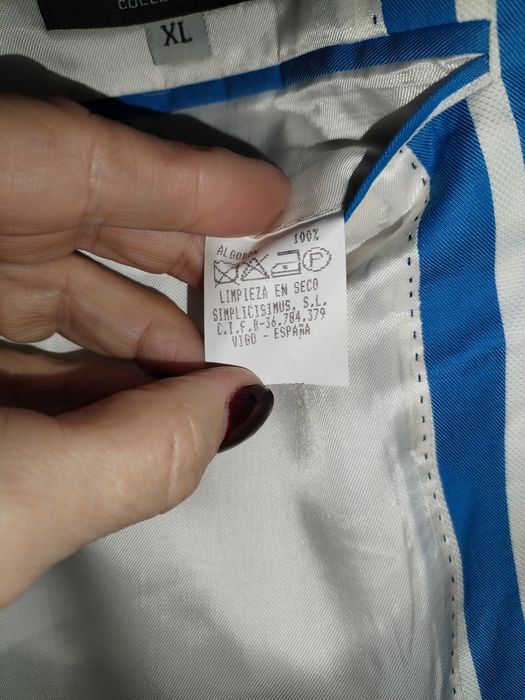 XL
ALGODON 100%
P
LIMPIEZA EN SECO
SIMPLICISIMUS, S.L.
C.I.F.B-36.784.379
VIGO - ESPAÑA